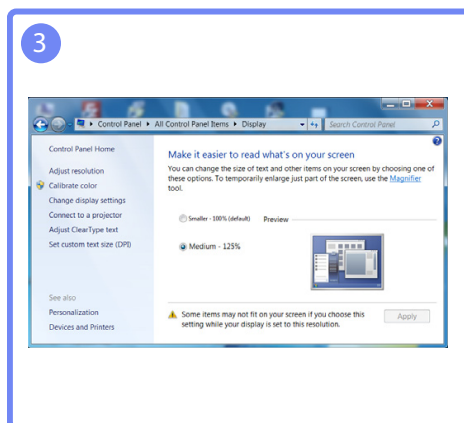 3
Control Panel ▸ All Control Panel Items ▸ Display
Search Control Panel
Control Panel Home
Adjust resolution
Calibrate color
Change display settings
Connect to a projector
Adjust ClearType text
Set custom text size (DPI)
See also
Personalization
Devices and Printers
Make it easier to read what's on your screen
You can change the size of text and other items on your screen by choosing one of
these options. To temporarily enlarge just part of the screen, use the Magnifier
tool.
Smaller - 100% (default)
Preview
Medium - 125%
Some items may not fit on your screen if you choose this
setting while your display is set to this resolution.
Apply